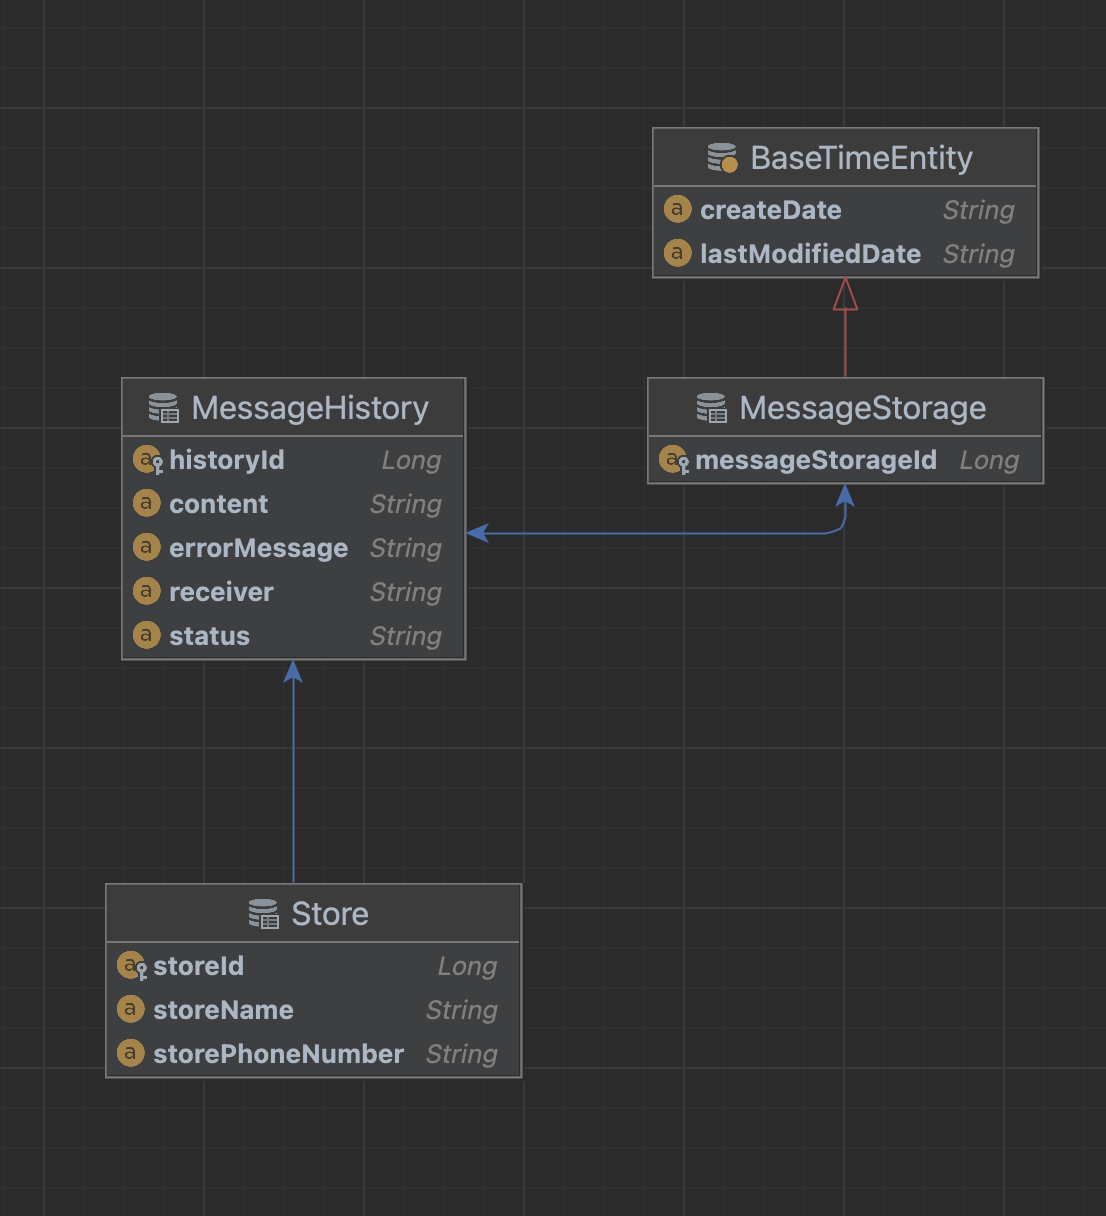 BaseTimeEntity
createDate String
lastModifiedDate String
MessageHistory
historyId Long
content String
errorMessage String
receiver String
status String
MessageStorage
messageStorageId Long
Store
storeId Long
storeName String
storePhoneNumber String